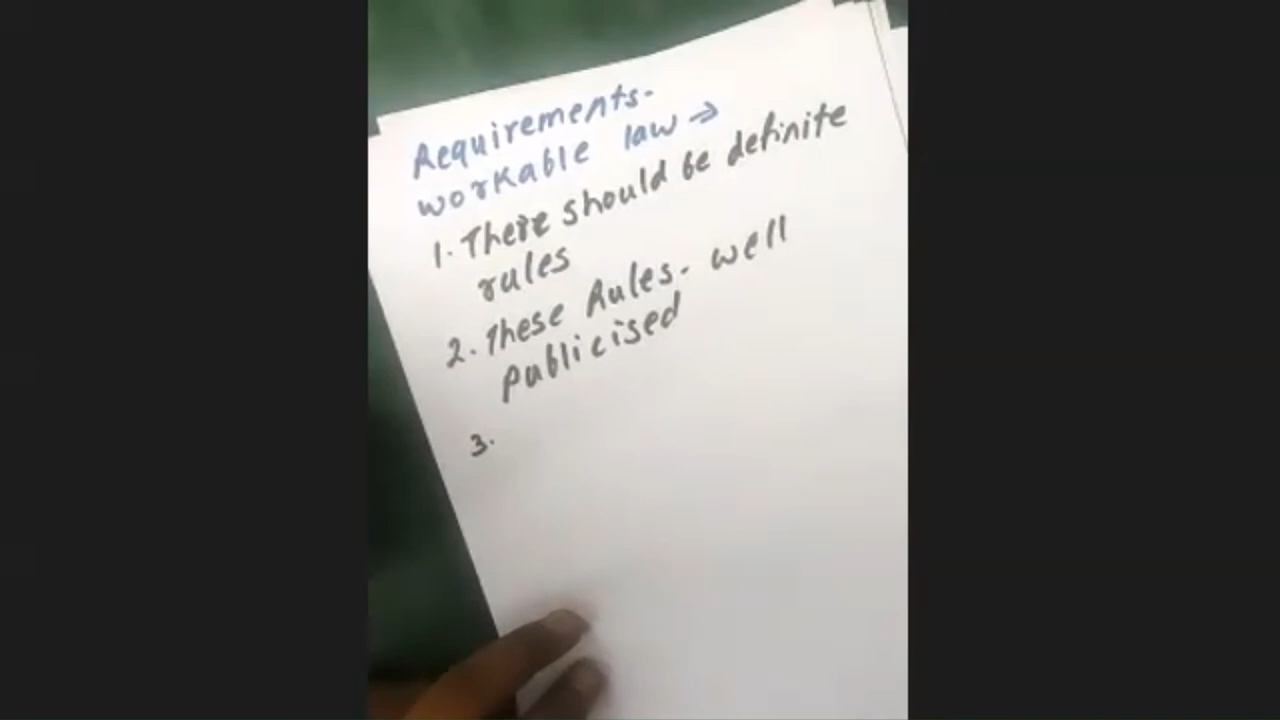 Requirements-
workable law →
1. There should be definite
rules
2. These Rules- well
publicised
3.